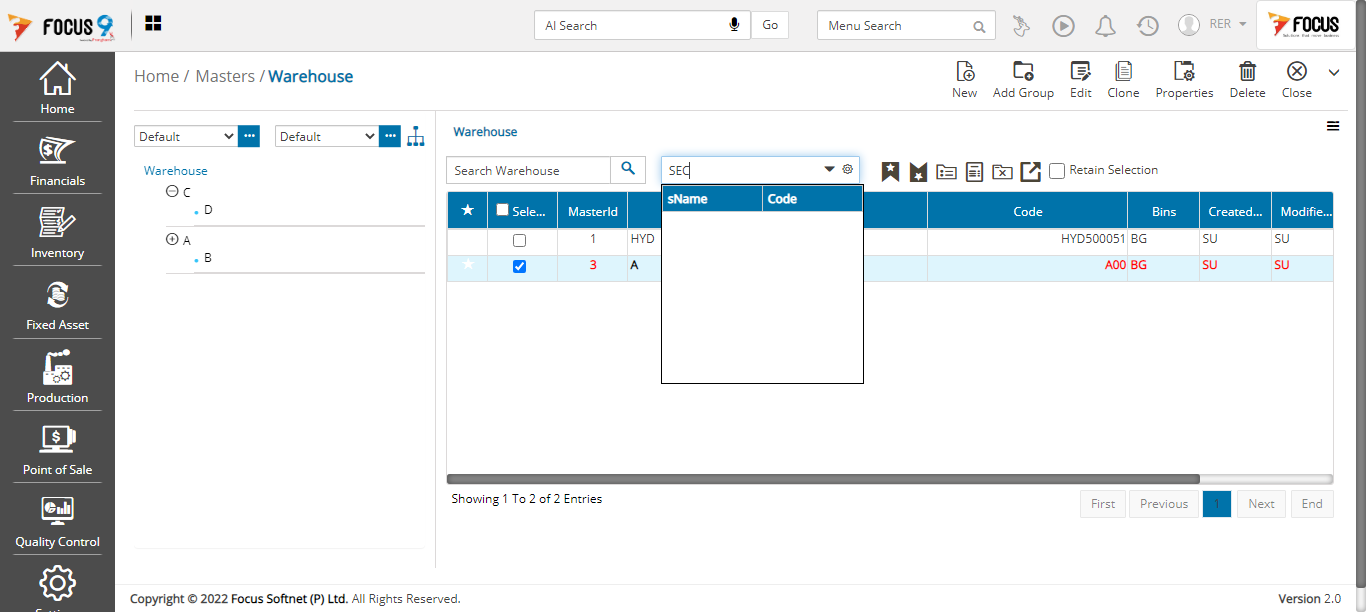 FOCUS 9
AI Search
Go
Menu Search
RER
FOCUS
Home
Financials
Inventory
Fixed Asset
Production
Point of Sale
Quality Control
Home / Masters / Warehouse
New
Add Group
Edit
Clone
Properties
Delete
Close
Default
Default
Warehouse
C
D
A
B
Warehouse
Search Warehouse
SEC
Retain Selection
sName Code
Sele... MasterId Code Bins Created... Modifie...
1 HYD HYD500051 BG SU SU
3 A A00 BG SU SU
Showing 1 To 2 of 2 Entries
First Previous 1 Next End
Copyright © 2022 Focus Softnet (P) Ltd. All Rights Reserved.
Version 2.0